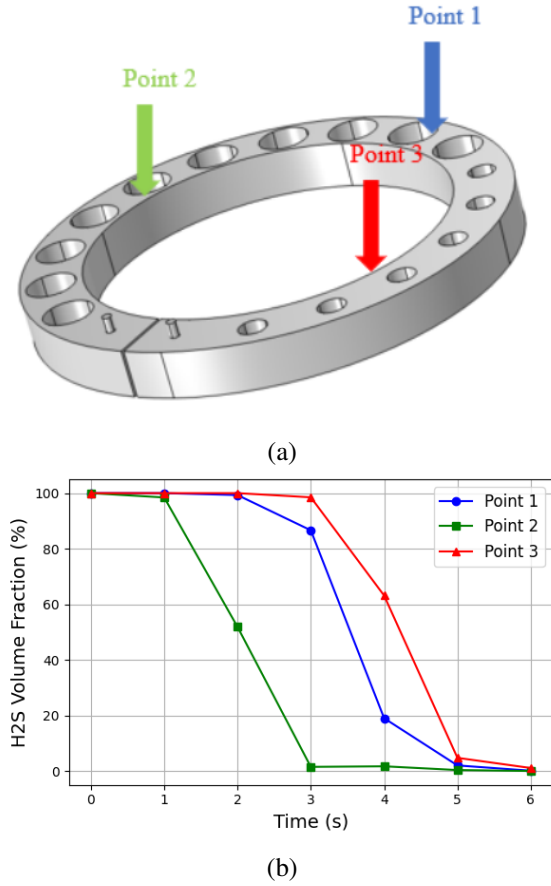 Point 1
Point 2
Point 3
(a)
H2S Volume Fraction (%)
100
80
60
40
20
0
Point 1
Point 2
Point 3
0 1 2 3 4 5 6
Time (s)
(b)